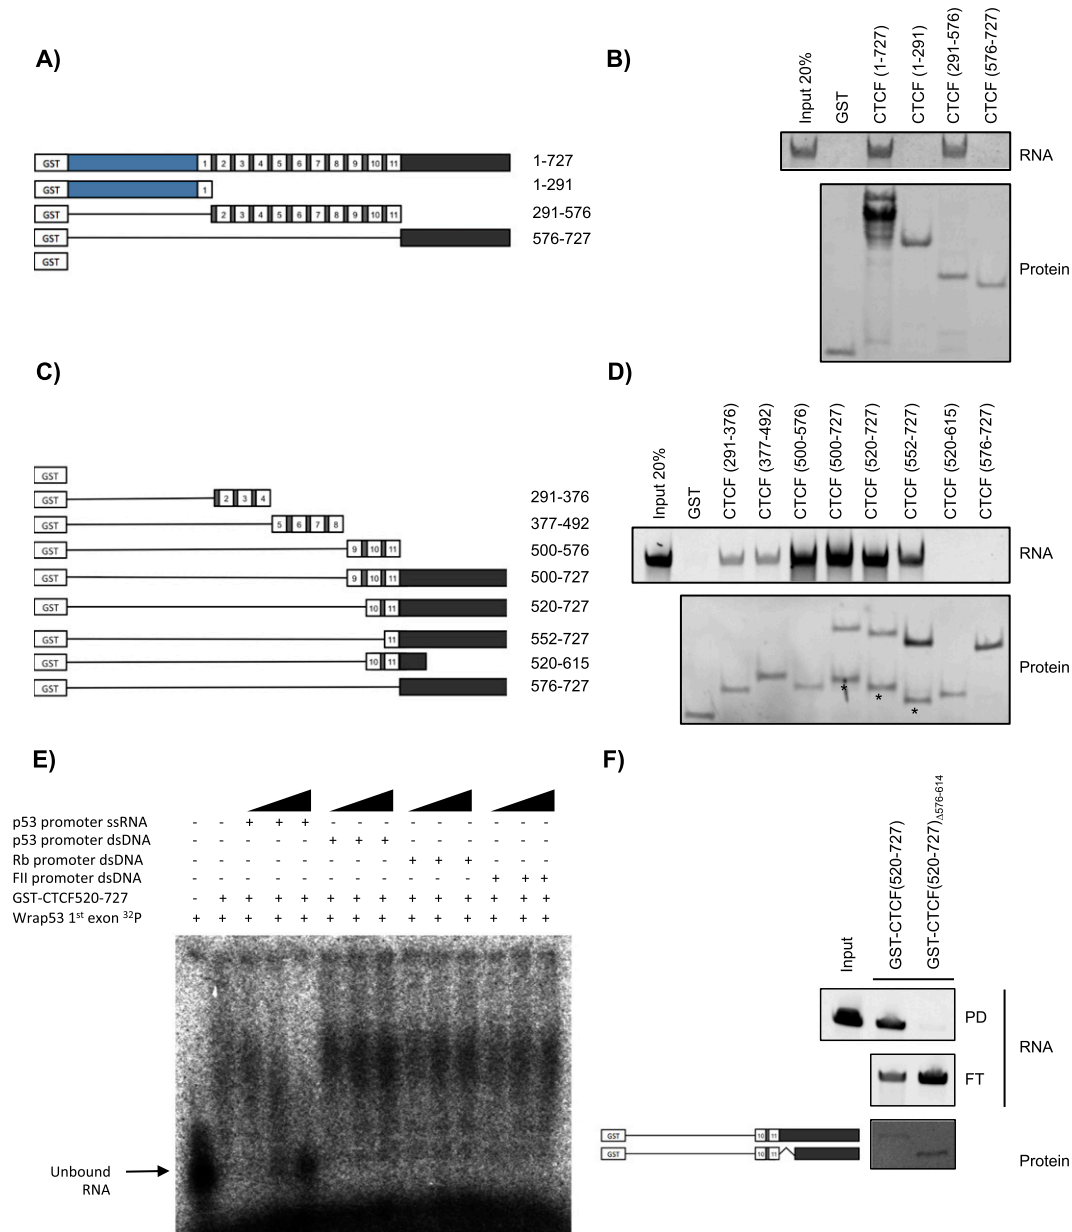 A)
GST 1 2 3 4 5 6 7 8 9 10 11 1-727
GST 1 1-291
GST 2 3 4 5 6 7 8 9 10 11 291-576
GST 576-727
GST
B)
Input 20%
GST
CTCF (1-727)
CTCF (1-291)
CTCF (291-576)
CTCF (576-727)
RNA
Protein
C)
GST
GST 2 3 4 291-376
GST 5 6 7 8 377-492
GST 9 10 11 500-576
GST 9 10 11 500-727
GST 10 11 520-727
GST 11 552-727
GST 10 11 520-615
GST 576-727
D)
Input 20%
GST
CTCF (291-376)
CTCF (377-492)
CTCF (500-576)
CTCF (500-727)
CTCF (520-727)
CTCF (552-727)
CTCF (520-615)
CTCF (576-727)
RNA
Protein
* * *
E)
p53 promoter ssRNA - - + + + - - - - - - - - -
p53 promoter dsDNA - - - - - + + + - - - - - -
Rb promoter dsDNA - - - - - - - - + + + - - -
FII promoter dsDNA - - - - - - - - - - - + + +
GST-CTCF520-727 - + + + + + + + + + + + + +
Wrap53 1st exon 32P + + + + + + + + + + + + + +
Unbound
RNA
F)
Input
GST-CTCF(520-727)
GST-CTCF(520-727)Δ576-614
PD
FT
RNA
GST 10 11
GST 10 11
Protein